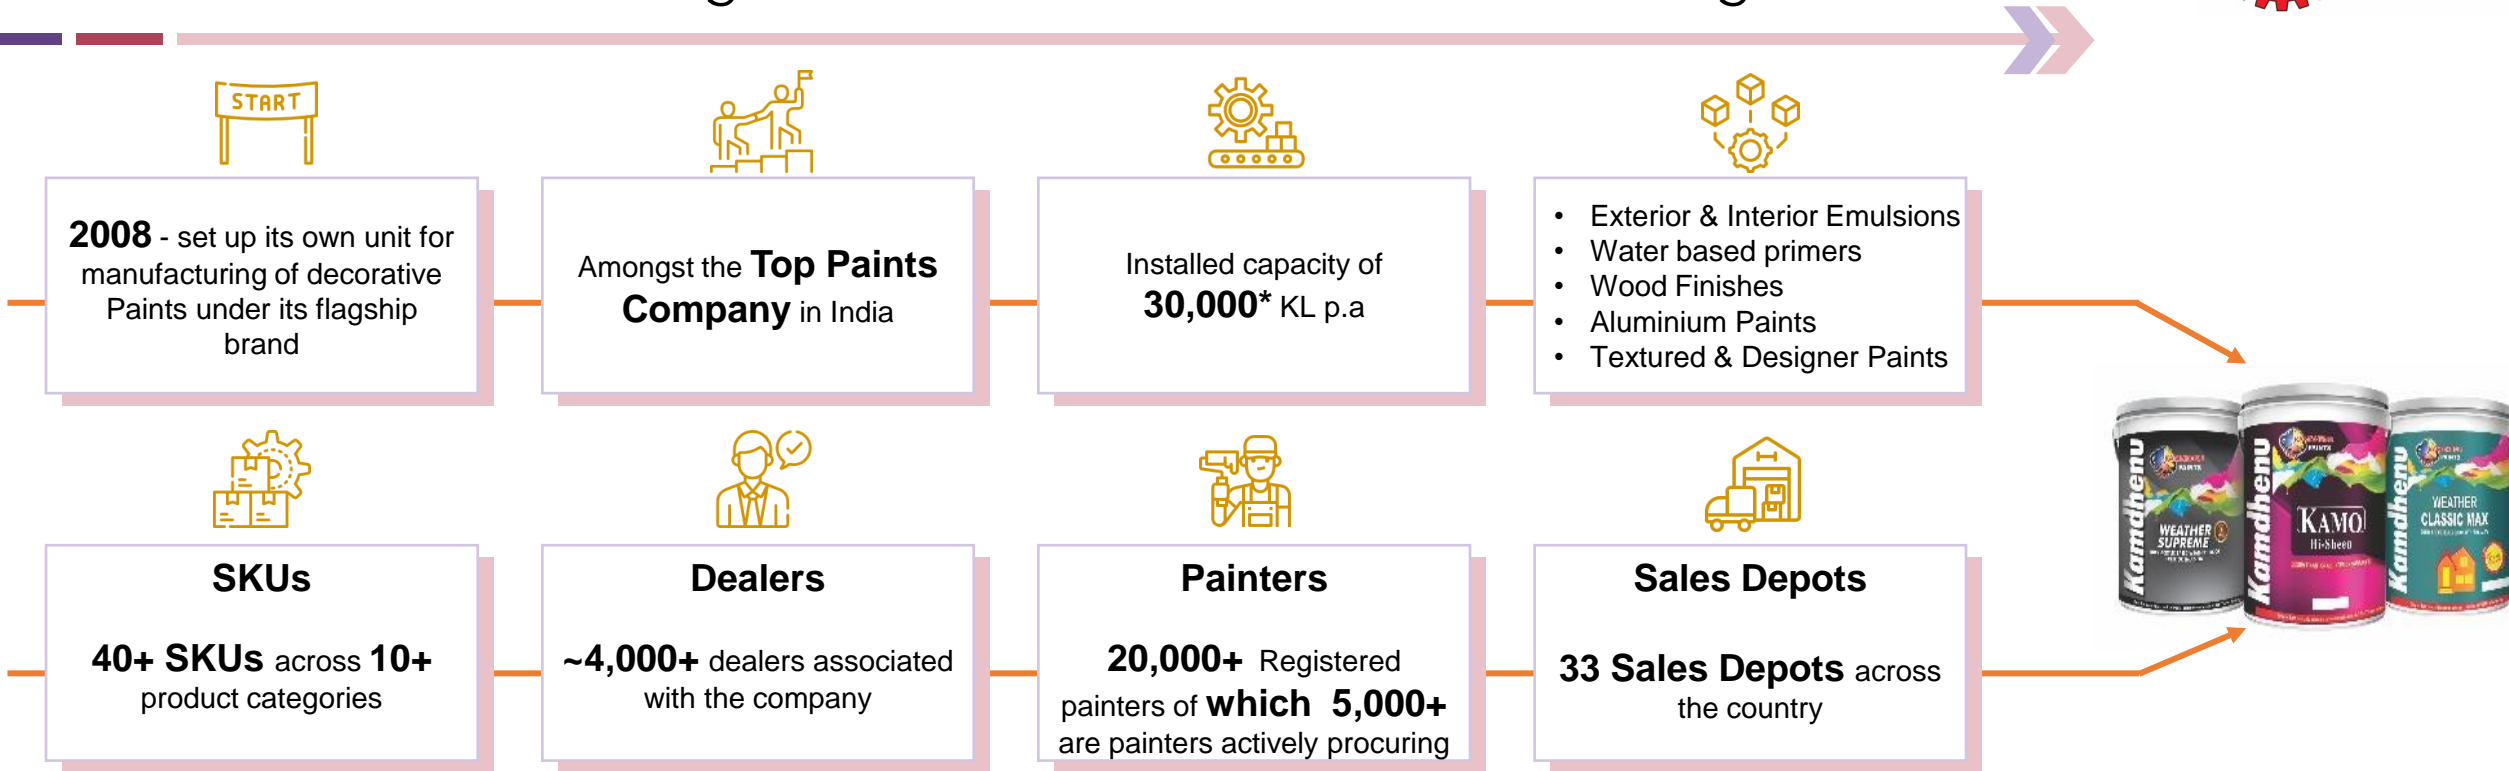 START
2008 - set up its own unit for
manufacturing of decorative
Paints under its flagship
brand
Amongst the Top Paints
Company in India
Installed capacity of
30,000* KL p.a
• Exterior & Interior Emulsions
• Water based primers
• Wood Finishes
• Aluminium Paints
• Textured & Designer Paints
SKUs
40+ SKUs across 10+
product categories
Dealers
~4,000+ dealers associated
with the company
Painters
20,000+ Registered
painters of which 5,000+
are painters actively procuring
Sales Depots
33 Sales Depots across
the country
Kamdhenu
WEATHER
SUPREME
Kamdhenu
PAINTS
KAMO
Hi-Sheen
Kamdhenu
WEATHER
CLASSIC MAX